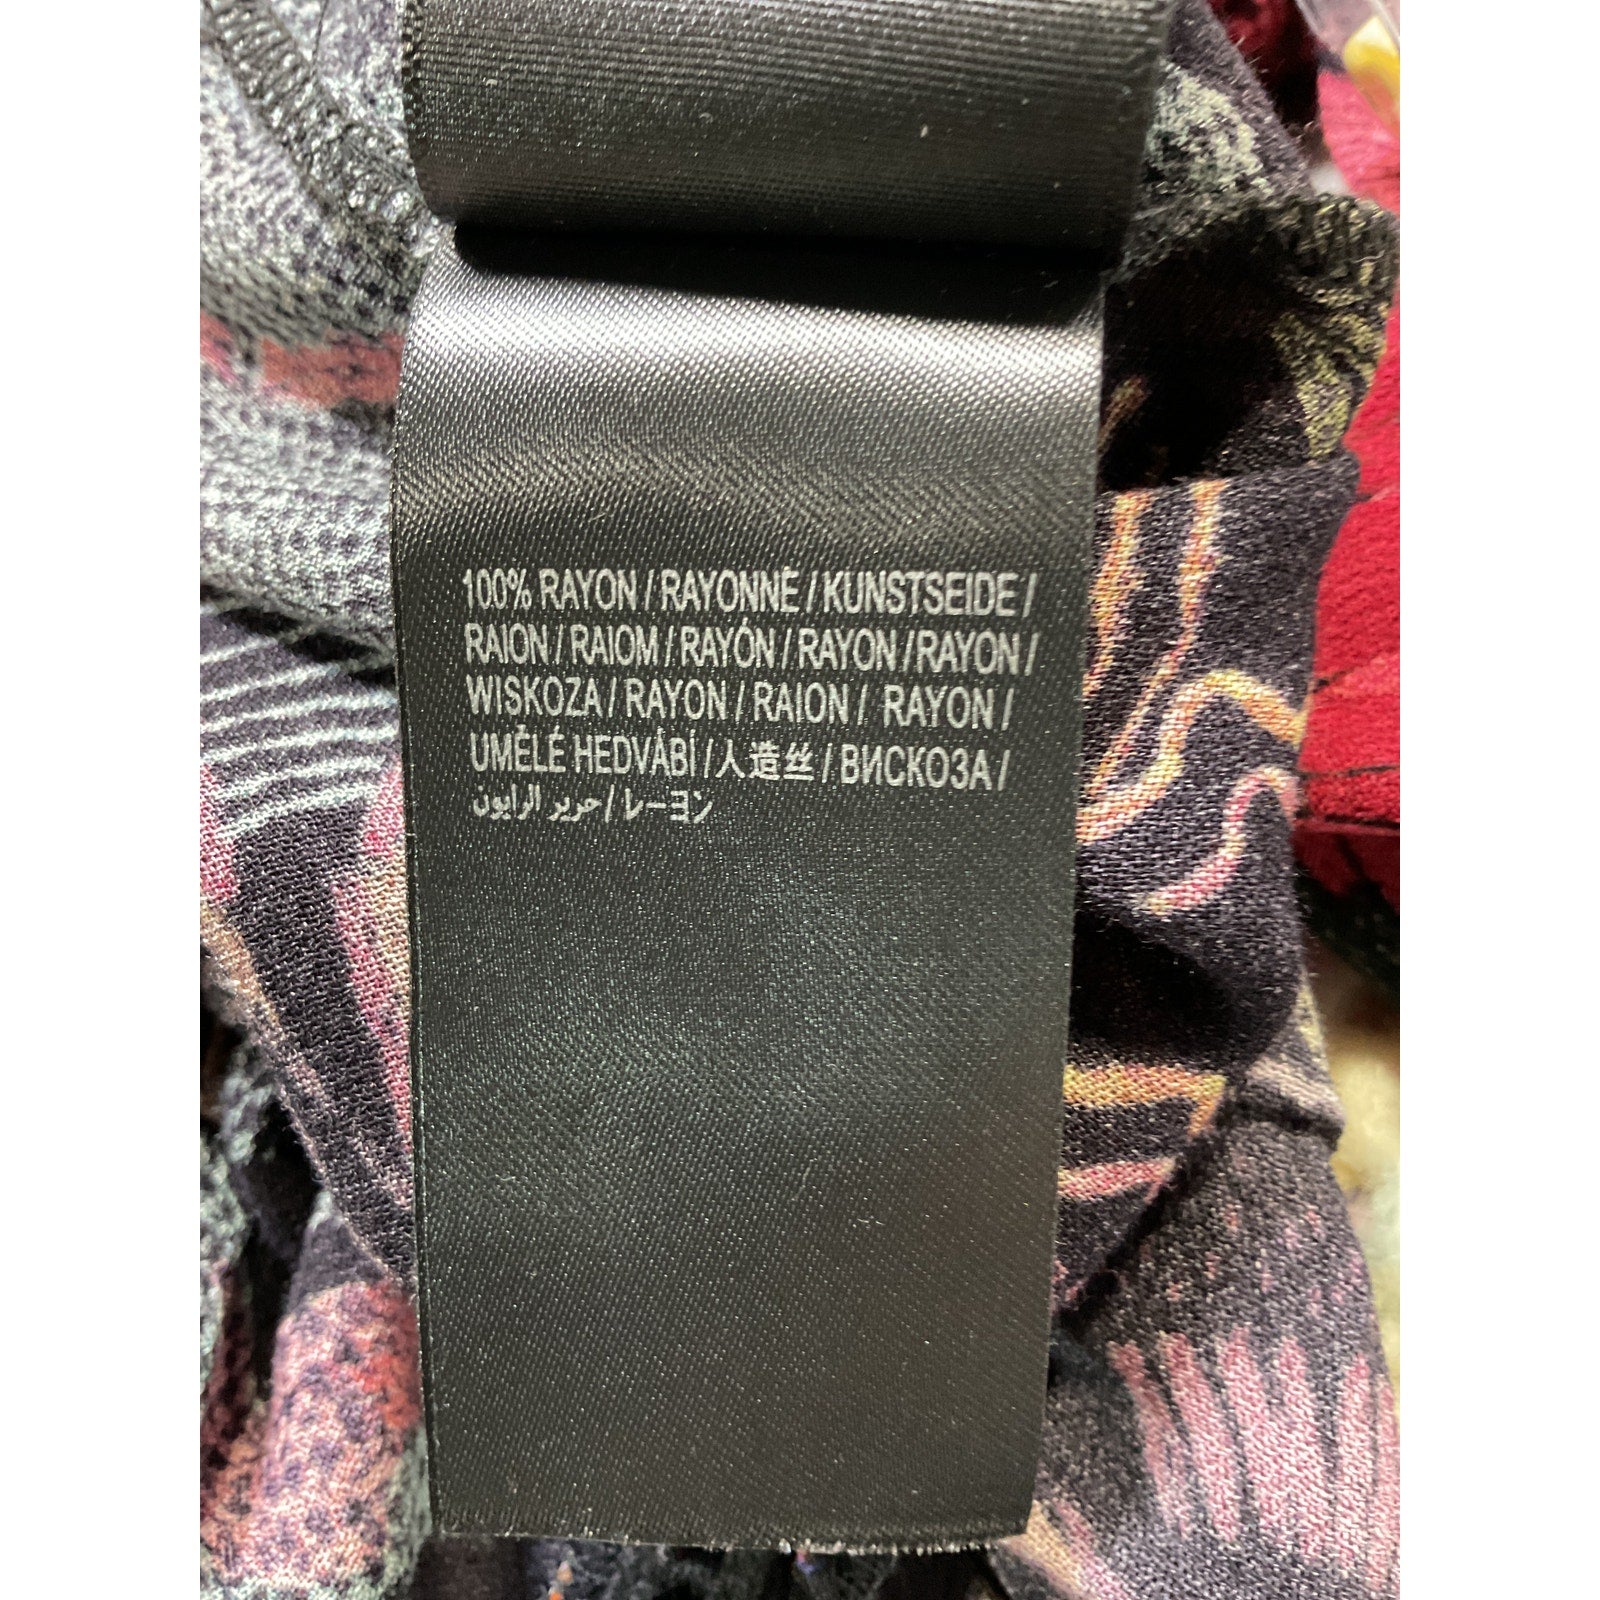 100% RAYON / RAYONNÉ / KUNSTSEIDE /
RAION / RAIOM / RAYÓN / RAYON / RAYON /
WISKOZA / RAYON / RAION / RAYON /
UMĚLÉ HEDVÁBÍ / 人造丝 / ВИСКОЗА /
حرير الرايون / レーヨン